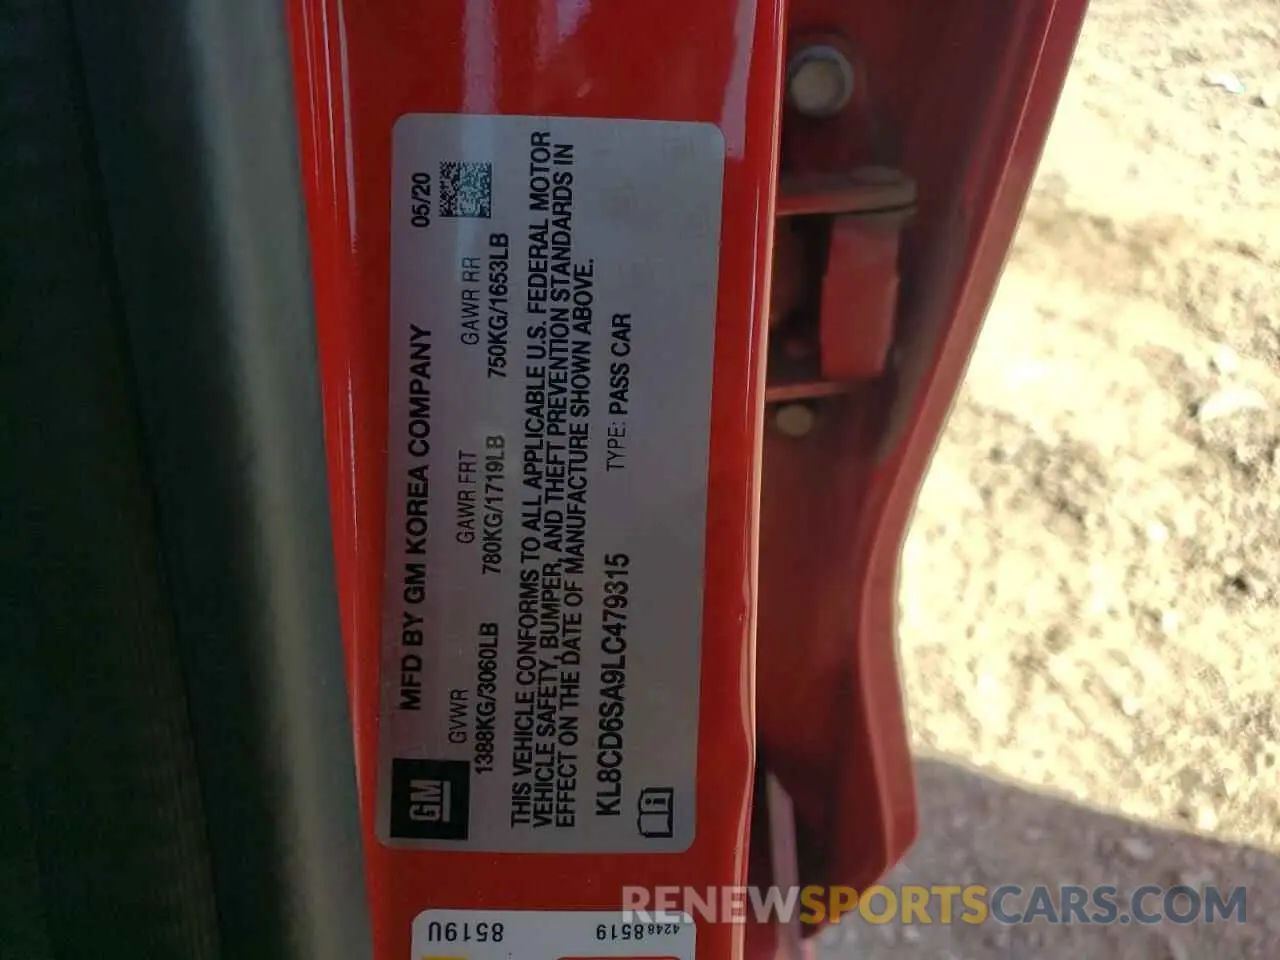 MFD BY GM KOREA COMPANY 05/20
GM
GVWR GAWR FRT GAWR RR
1388KG/3060LB 780KG/1719LB 750KG/1653LB
THIS VEHICLE CONFORMS TO ALL APPLICABLE U.S. FEDERAL MOTOR
VEHICLE SAFETY, BUMPER, AND THEFT PREVENTION STANDARDS IN
EFFECT ON THE DATE OF MANUFACTURE SHOWN ABOVE.
KL8CD6SA9LC479315 TYPE: PASS CAR
42488519 8519U
RENEWSPORTSCARS.COM